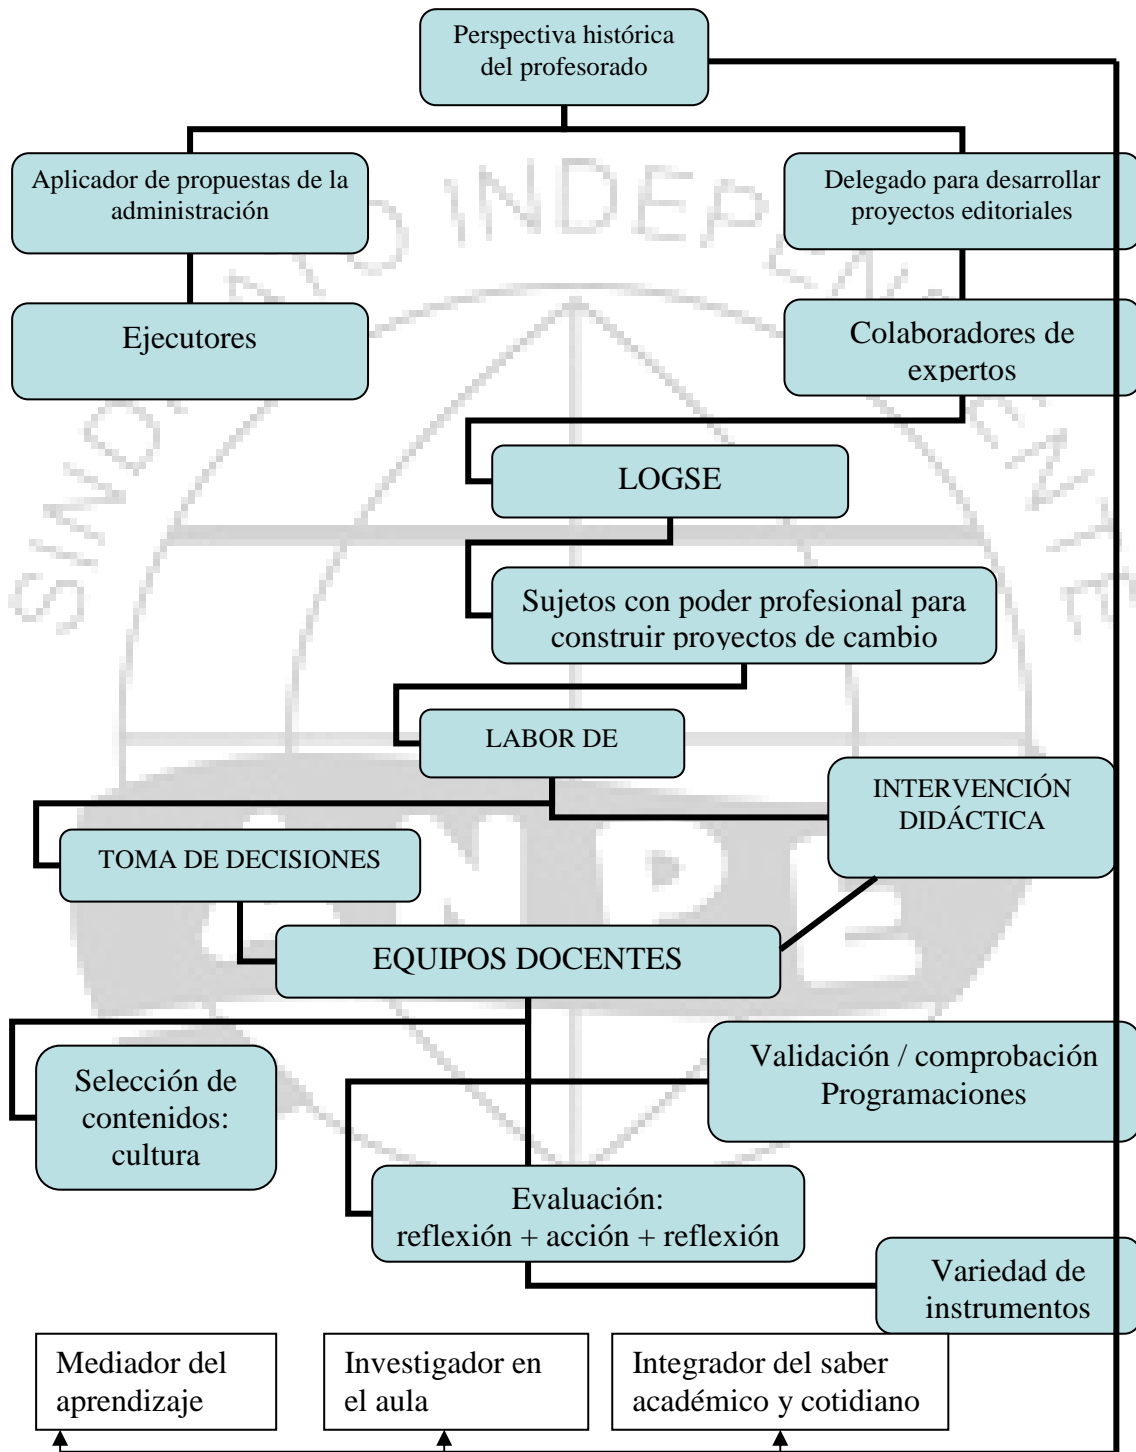 Perspectiva histórica
del profesorado
Aplicador de propuestas de la
administración
Delegado para desarrollar
proyectos editoriales
SINDICATO INDEPENDIENTE
Ejecutores
Colaboradores de
expertos
LOGSE
Sujetos con poder profesional para
construir proyectos de cambio
LABOR DE
INTERVENCIÓN
DIDÁCTICA
TOMA DE DECISIONES
ANPE
EQUIPOS DOCENTES
Selección de
contenidos:
cultura
Validación / comprobación
Programaciones
Evaluación:
reflexión + acción + reflexión
Variedad de
instrumentos
Mediador del
aprendizaje
Investigador en
el aula
Integrador del saber
académico y cotidiano